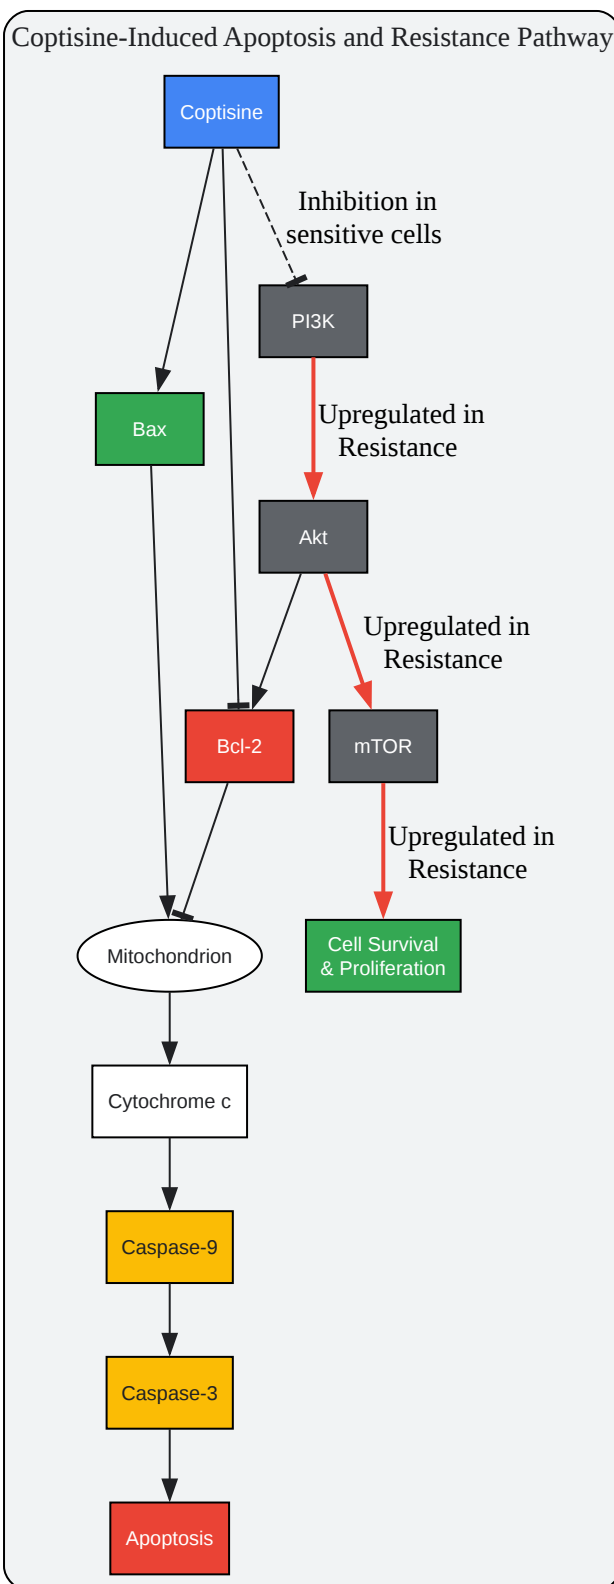 Coptisine-Induced Apoptosis and Resistance Pathway
Coptisine
Inhibition in
sensitive cells
PI3K
Upregulated in
Resistance
Bax
Akt
Upregulated in
Resistance
Bcl-2
mTOR
Upregulated in
Resistance
Mitochondrion
Cell Survival
& Proliferation
Cytochrome c
Caspase-9
Caspase-3
Apoptosis